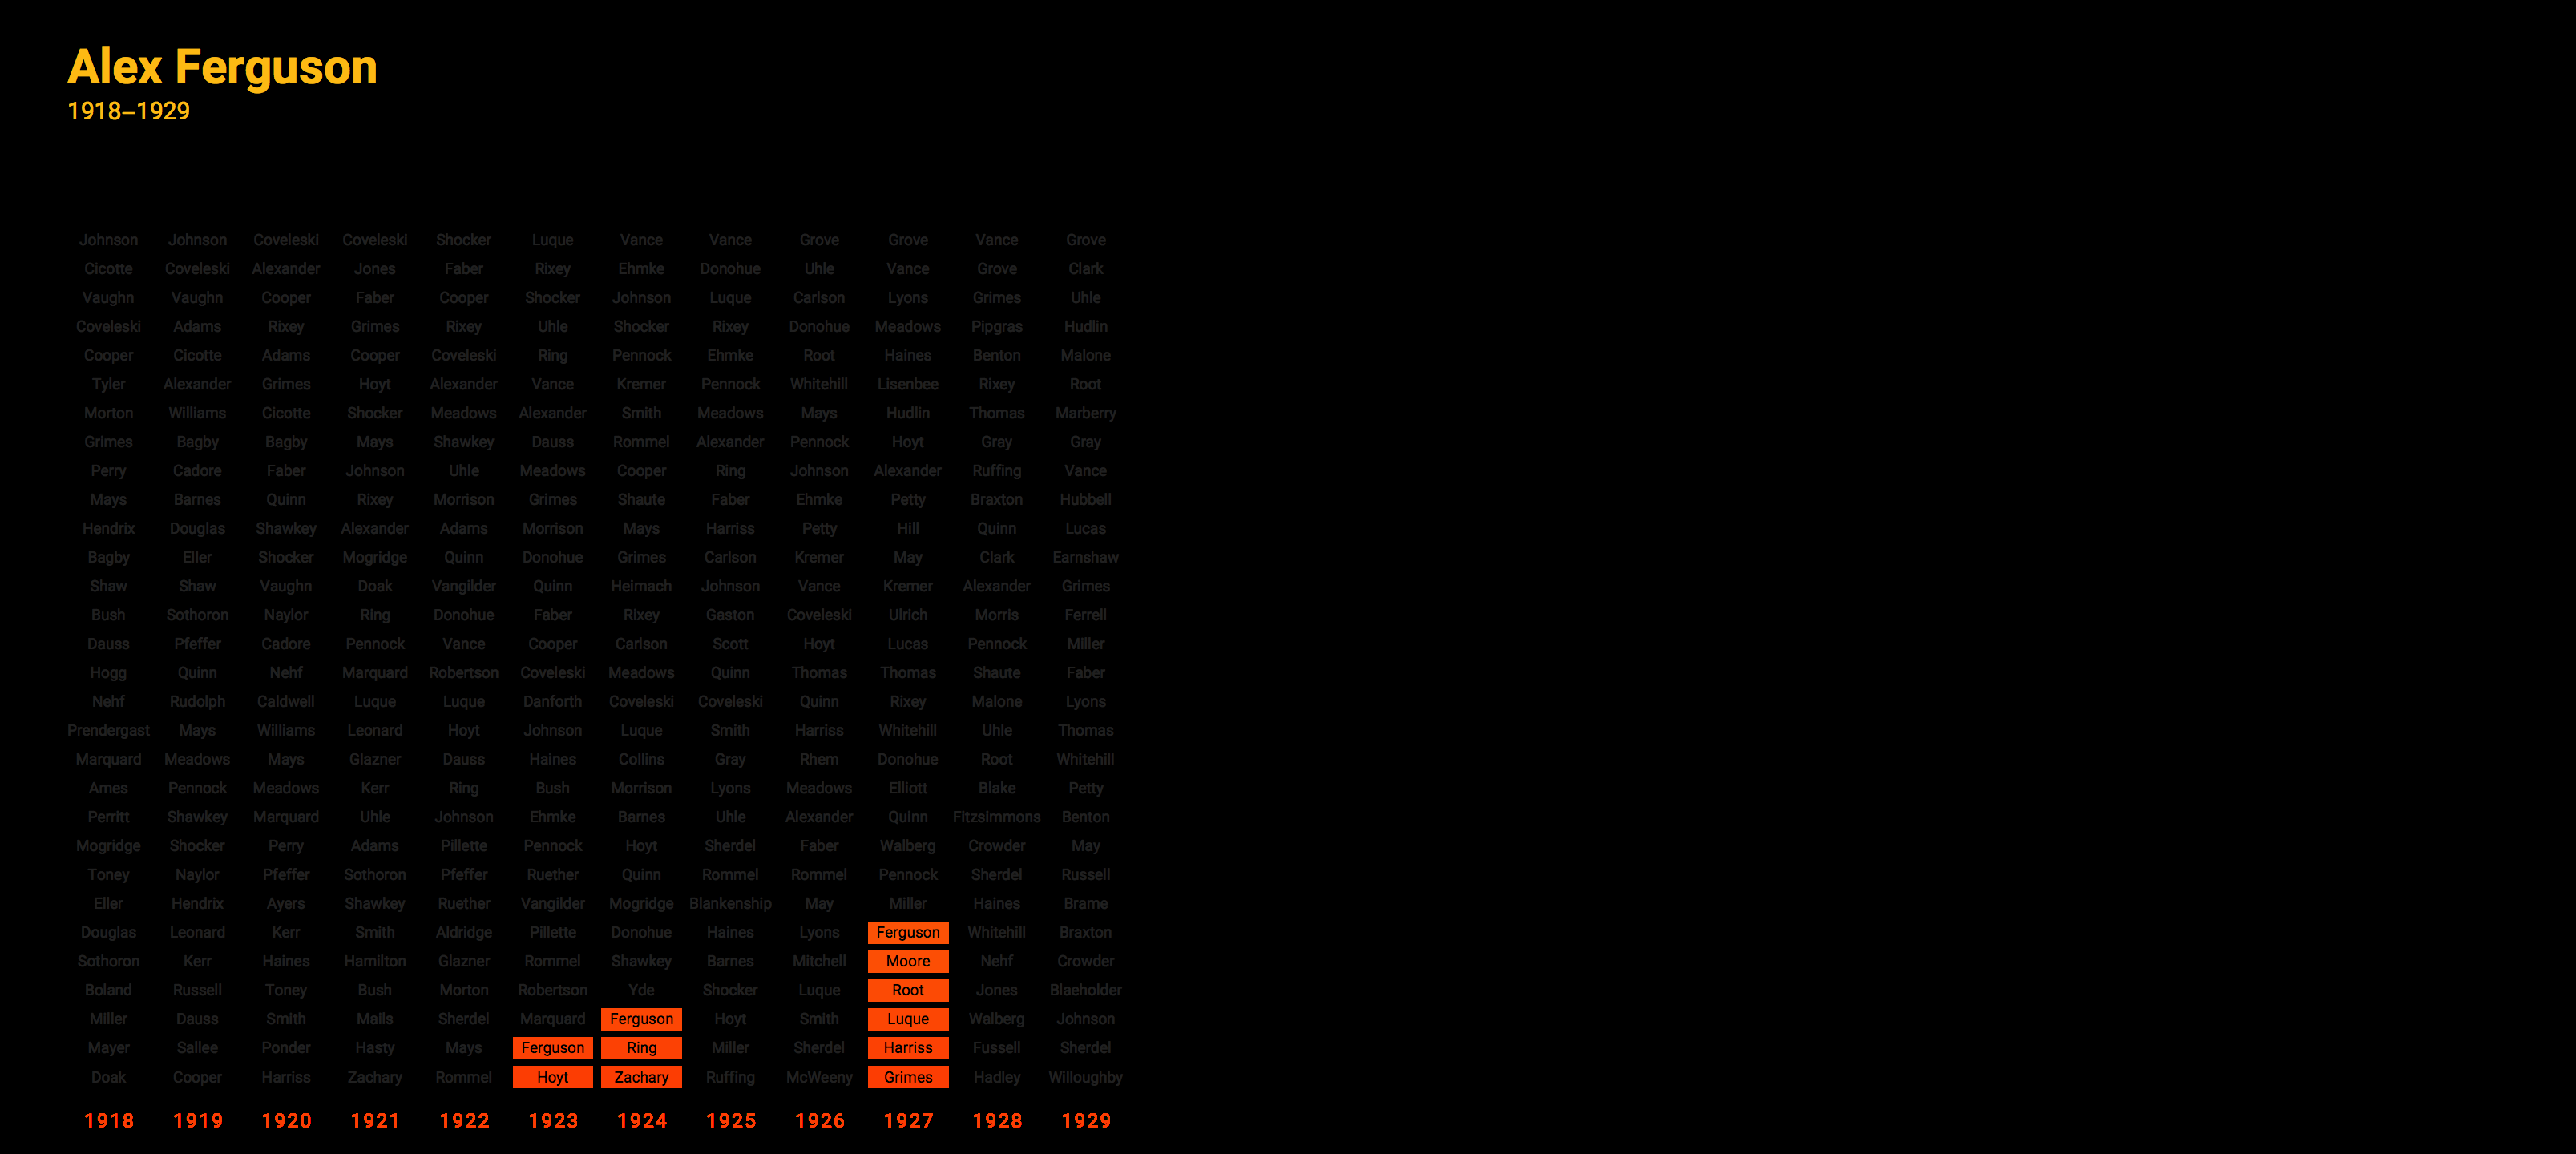 Alex Ferguson
1918–1929
Johnson Johnson Coveleski Coveleski Shocker Luque Vance Vance Grove Grove Vance Grove
Cicotte Coveleski Alexander Jones Faber Rixey Ehmke Donohue Uhle Vance Grove Clark
Vaughn Vaughn Cooper Faber Cooper Shocker Johnson Luque Carlson Lyons Grimes Uhle
Coveleski Adams Rixey Grimes Rixey Uhle Shocker Rixey Donohue Meadows Pipgras Hudlin
Cooper Cicotte Adams Cooper Coveleski Ring Pennock Ehmke Root Haines Benton Malone
Tyler Alexander Grimes Hoyt Alexander Vance Kremer Pennock Whitehill Lisenbee Rixey Root
Morton Williams Cicotte Shocker Meadows Alexander Smith Meadows Mays Hudlin Thomas Marberry
Grimes Bagby Bagby Mays Shawkey Dauss Rommel Alexander Pennock Hoyt Gray Gray
Perry Cadore Faber Johnson Uhle Meadows Cooper Ring Johnson Alexander Ruffing Vance
Mays Barnes Quinn Rixey Morrison Grimes Shaute Faber Ehmke Petty Braxton Hubbell
Hendrix Douglas Shawkey Alexander Adams Morrison Mays Harriss Petty Hill Quinn Lucas
Bagby Eller Shocker Mogridge Quinn Donohue Grimes Carlson Kremer May Clark Earnshaw
Shaw Shaw Vaughn Doak Vangilder Quinn Heimach Johnson Vance Kremer Alexander Grimes
Bush Sothoron Naylor Ring Donohue Faber Rixey Gaston Coveleski Ulrich Morris Ferrell
Dauss Pfeffer Cadore Pennock Vance Cooper Carlson Scott Hoyt Lucas Pennock Miller
Hogg Quinn Nehf Marquard Robertson Coveleski Meadows Quinn Thomas Thomas Shaute Faber
Nehf Rudolph Caldwell Luque Luque Danforth Coveleski Coveleski Quinn Rixey Malone Lyons
Prendergast Mays Williams Leonard Hoyt Johnson Luque Smith Harriss Whitehill Uhle Thomas
Marquard Meadows Mays Glazner Dauss Haines Collins Gray Rhem Donohue Root Whitehill
Ames Pennock Meadows Kerr Ring Bush Morrison Lyons Meadows Elliott Blake Petty
Perritt Shawkey Marquard Uhle Johnson Ehmke Barnes Uhle Alexander Quinn Fitzsimmons Benton
Mogridge Shocker Perry Adams Pillette Pennock Hoyt Sherdel Faber Walberg Crowder May
Toney Naylor Pfeffer Sothoron Pfeffer Ruether Quinn Rommel Rommel Pennock Sherdel Russell
Eller Hendrix Ayers Shawkey Ruether Vangilder Mogridge Blankenship May Miller Haines Brame
Douglas Leonard Kerr Smith Aldridge Pillette Donohue Haines Lyons Ferguson Whitehill Braxton
Sothoron Kerr Haines Hamilton Glazner Rommel Shawkey Barnes Mitchell Moore Nehf Crowder
Boland Russell Toney Bush Morton Robertson Yde Shocker Luque Root Jones Blaeholder
Miller Dauss Smith Mails Sherdel Marquard Ferguson Hoyt Smith Luque Walberg Johnson
Mayer Sallee Ponder Hasty Mays Ferguson Ring Miller Sherdel Harriss Fussell Sherdel
Doak Cooper Harriss Zachary Rommel Hoyt Zachary Ruffing McWeeny Grimes Hadley Willoughby
1918 1919 1920 1921 1922 1923 1924 1925 1926 1927 1928 1929